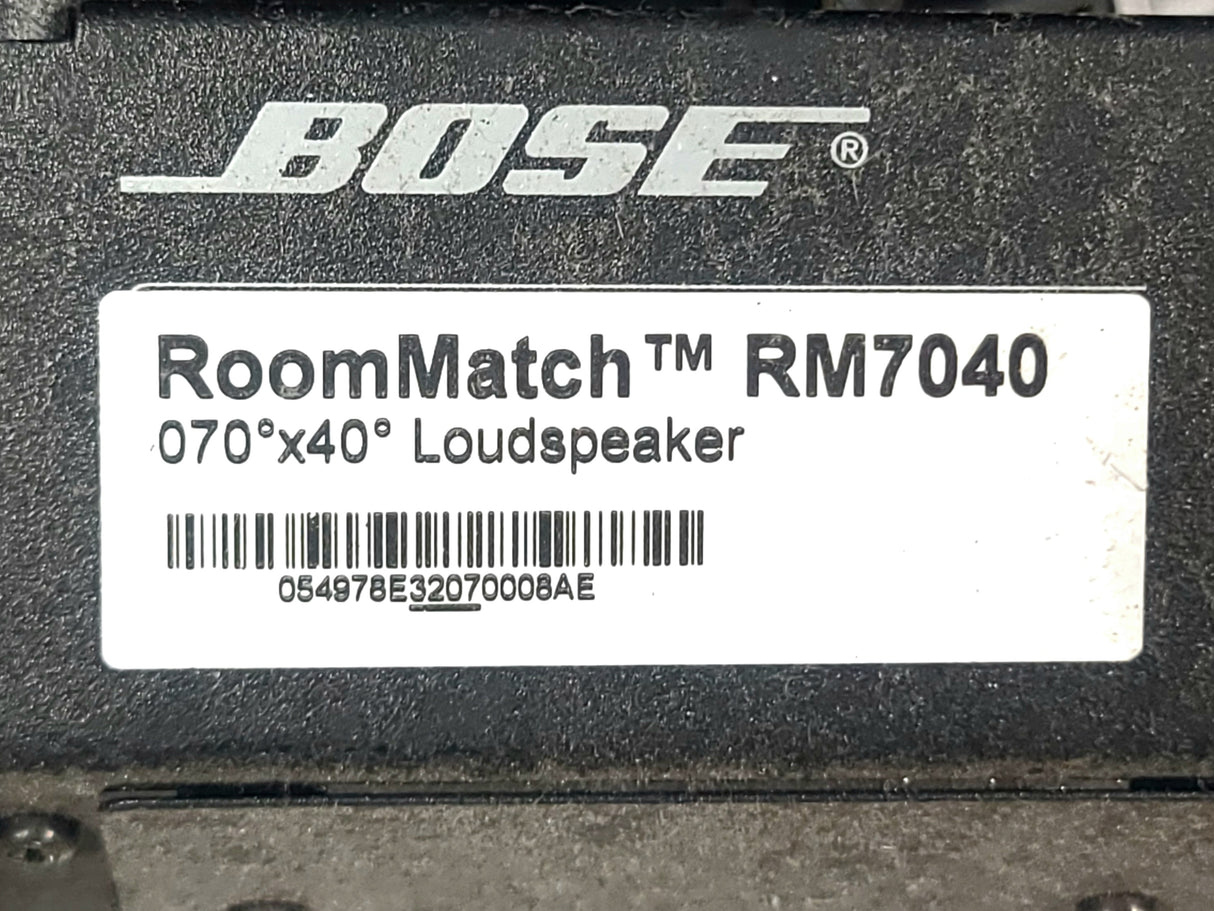 BOSE®
RoomMatch™ RM7040
070°x40° Loudspeaker
054978E32070008AE